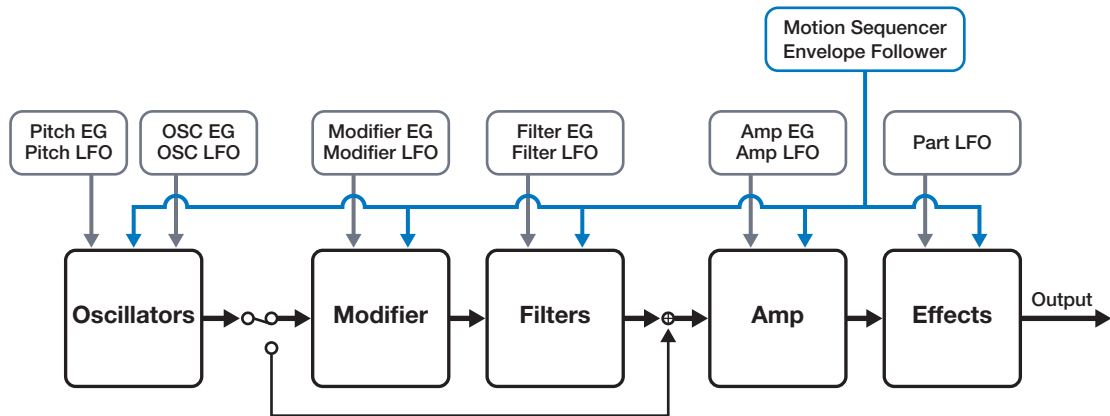 Motion Sequencer
Envelope Follower
Pitch EG
Pitch LFO
OSC EG
OSC LFO
Modifier EG
Modifier LFO
Filter EG
Filter LFO
Amp EG
Amp LFO
Part LFO
Oscillators
Modifier
Filters
Amp
Effects
Output